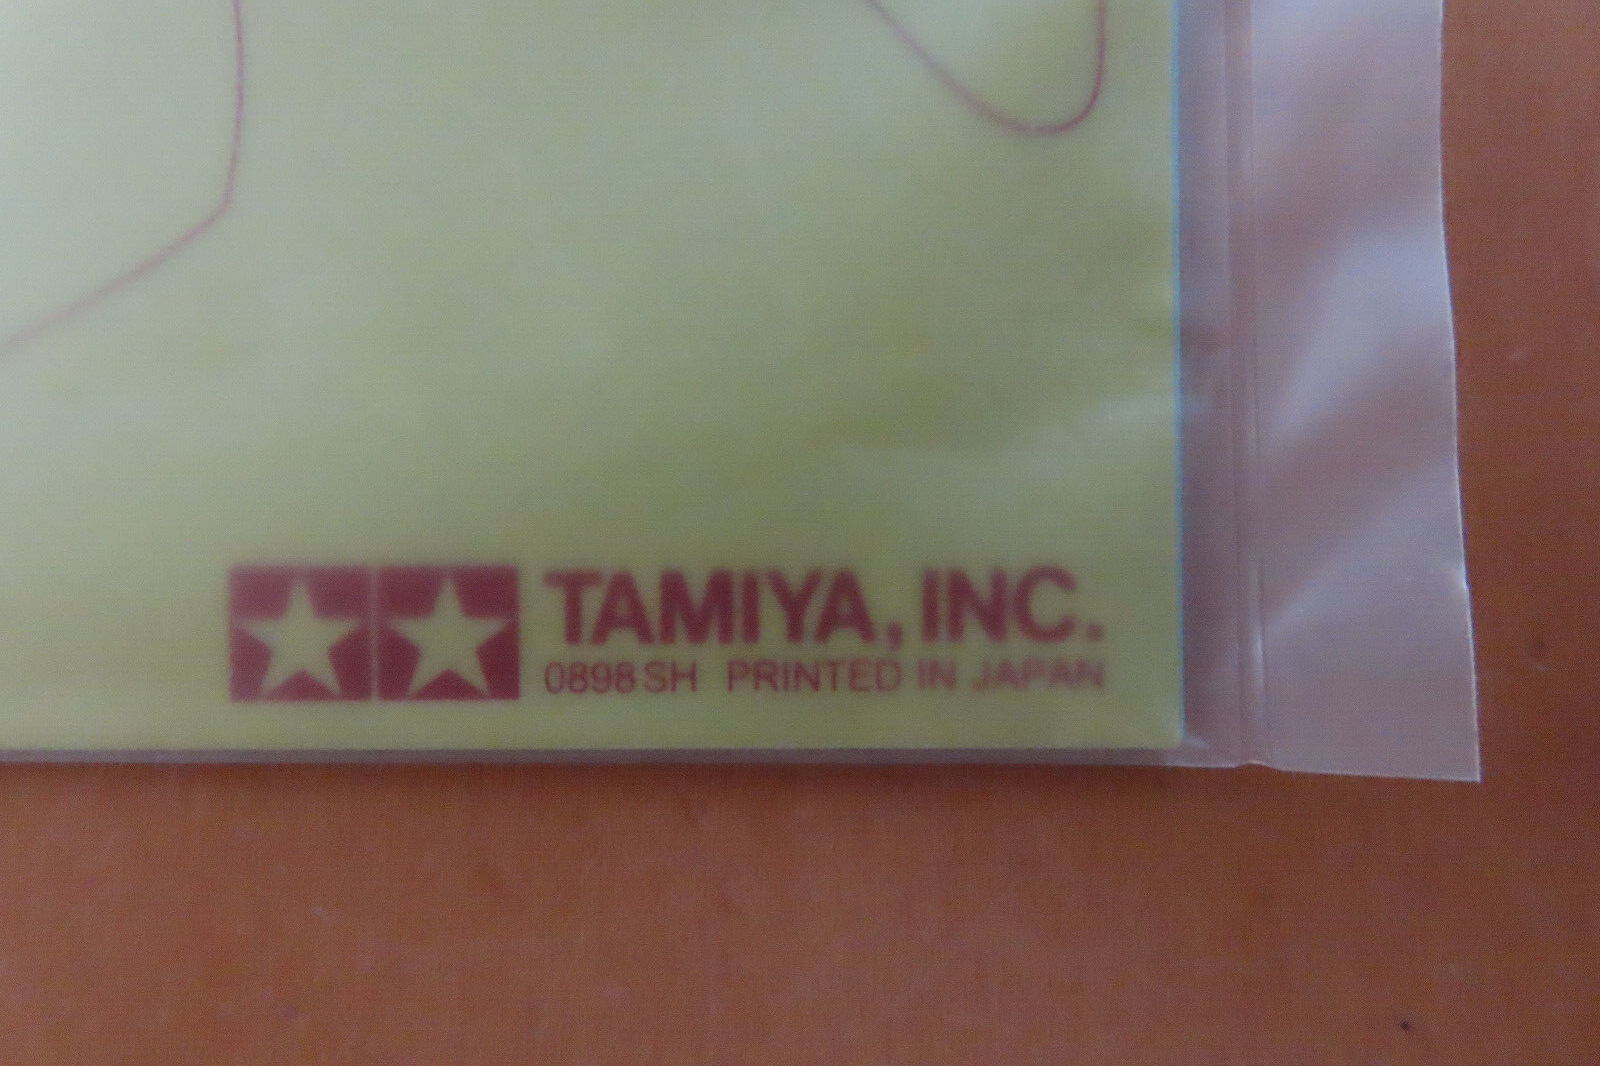 TAMIYA, INC.
0898 SH PRINTED IN JAPAN